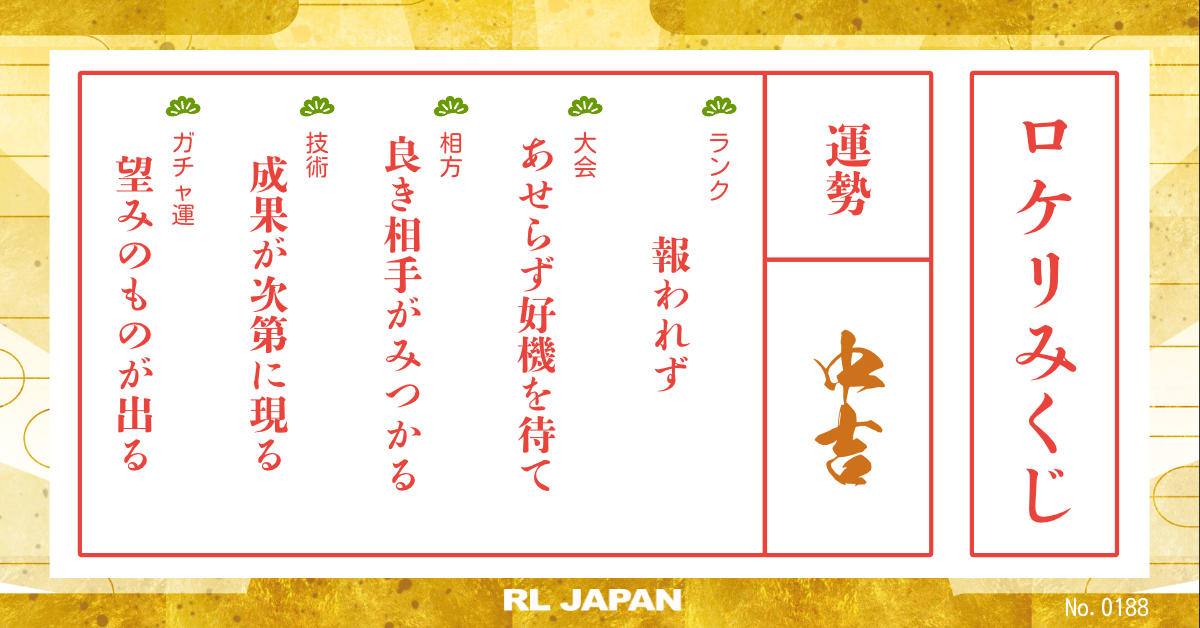 ロケリみくじ
運勢
中吉
ランク
報われず
大会
あせらず好機を待て
相方
良き相手がみつかる
技術
成果が次第に現る
ガチャ運
望みのものが出る
RL JAPAN
No. 0188